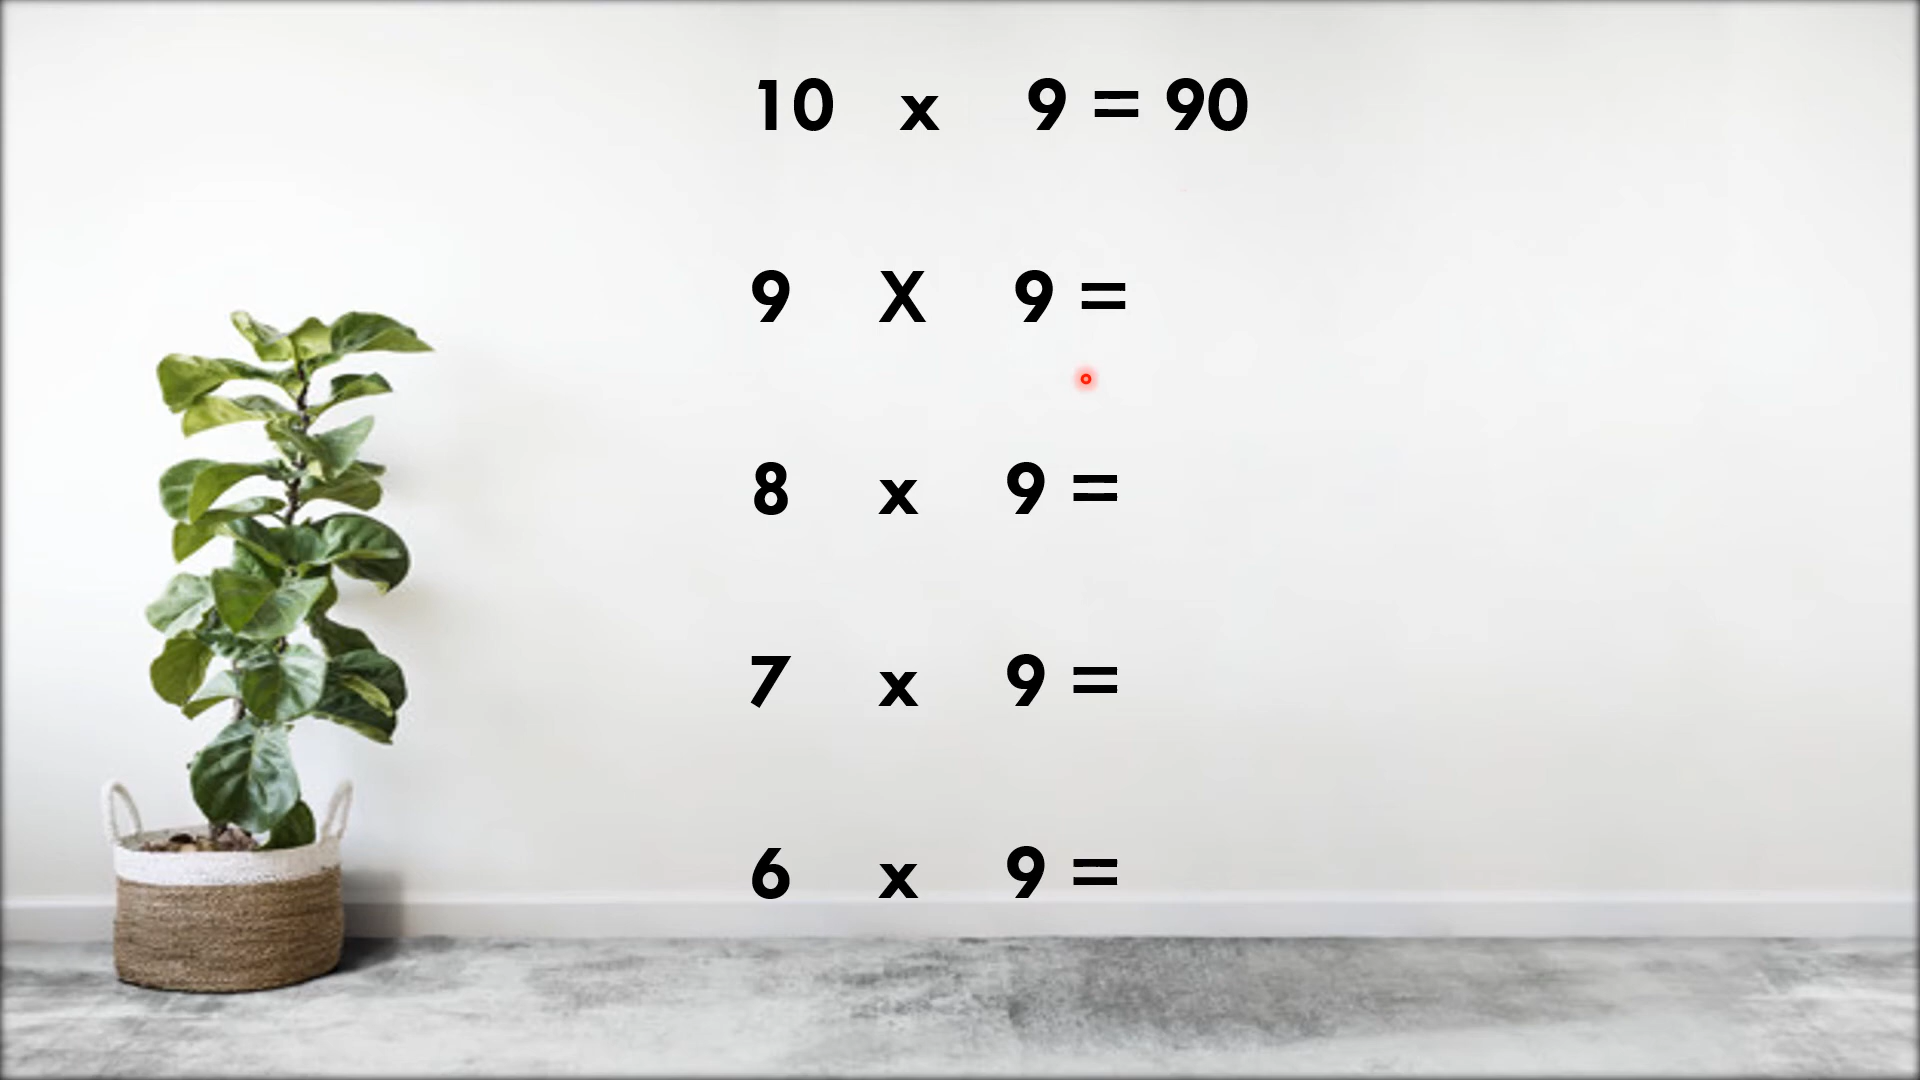 10 x 9 = 90
9 X 9 =
8 x 9 =
7 x 9 =
6 x 9 =